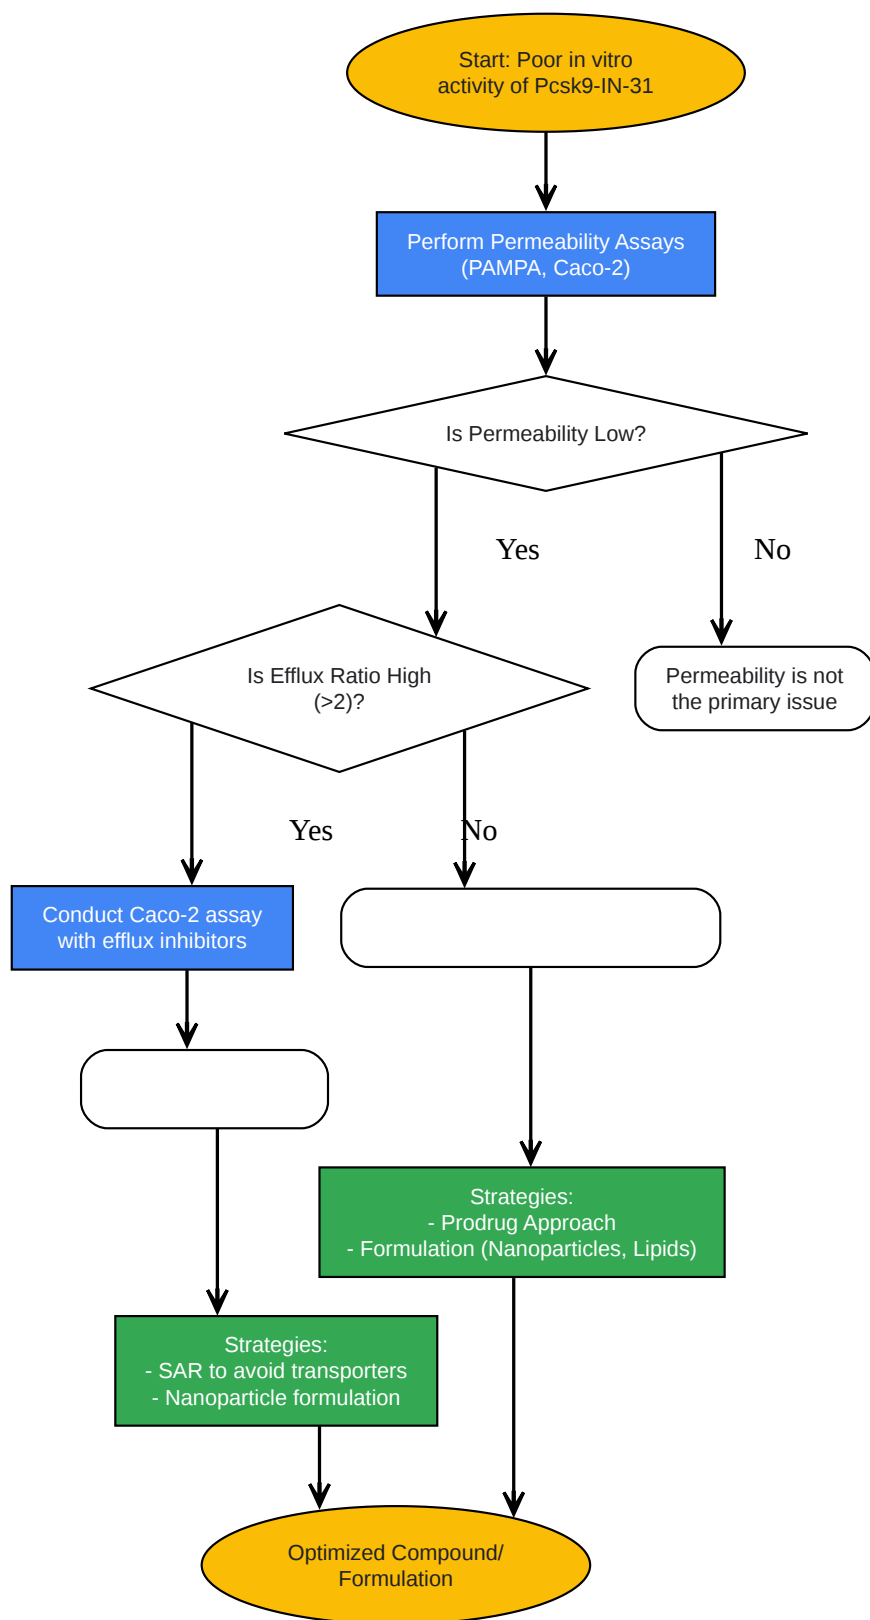 Start: Poor in vitro
activity of Pcsk9-IN-31
Perform Permeability Assays
(PAMPA, Caco-2)
Is Permeability Low?
Yes
No
Is Efflux Ratio High
(>2)?
Permeability is not
the primary issue
Yes
No
Conduct Caco-2 assay
with efflux inhibitors
Strategies:
- Prodrug Approach
- Formulation (Nanoparticles, Lipids)
Strategies:
- SAR to avoid transporters
- Nanoparticle formulation
Optimized Compound/
Formulation